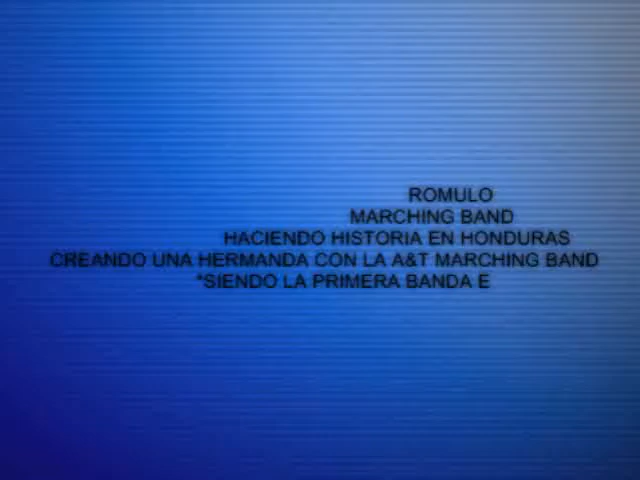 ROMULO
MARCHING BAND
HACIENDO HISTORIA EN HONDURAS
CREANDO UNA HERMANDA CON LA A&T MARCHING BAND
"SIENDO LA PRIMERA BANDA E